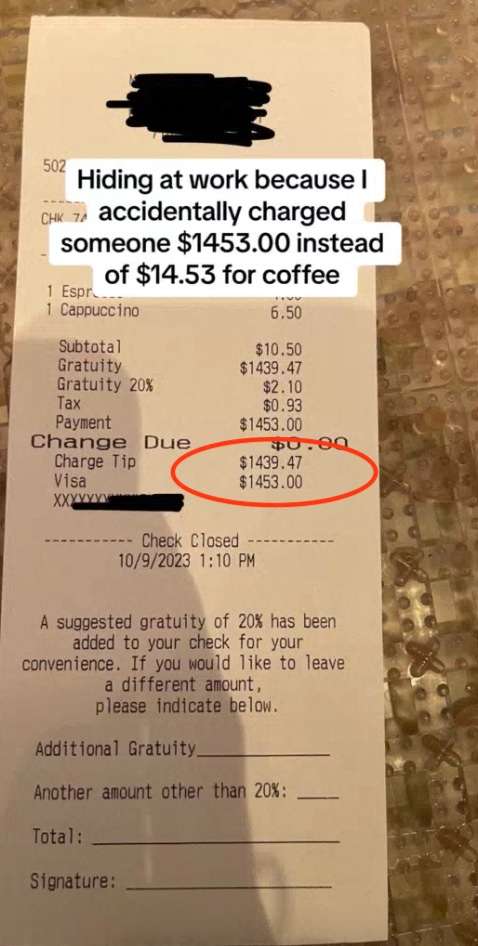 502
Hiding at work because I
accidentally charged
someone $1453.00 instead
of $14.53 for coffee
CHK
1
1 Cappuccino 6.50
Subtotal $10.50
Gratuity $1439.47
Gratuity 20% $2.10
Tax $0.93
Payment $1453.00
Change Due $0.00
Charge Tip $1439.47
Visa $1453.00
----------- Check Closed -----------
10/9/2023 1:10 PM
A suggested gratuity of 20% has been
added to your check for your
convenience. If you would like to leave
a different amount,
please indicate below.
Additional Gratuity
Another amount other than 20%:
Total:
Signature: